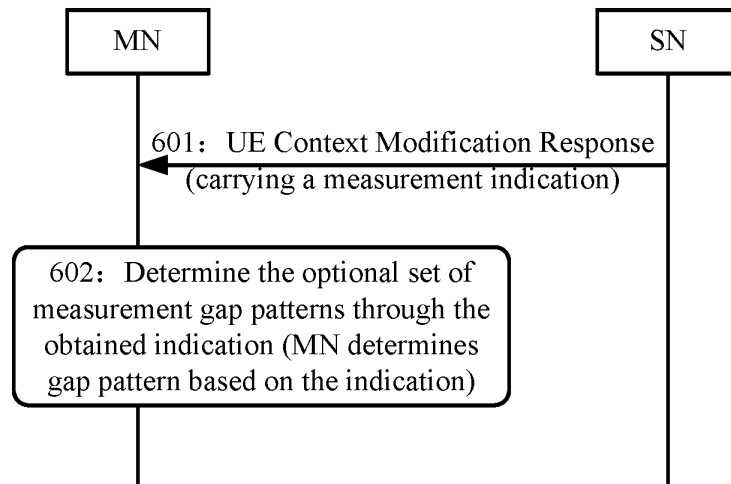 MN
SN
601：UE Context Modification Response
(carrying a measurement indication)
602：Determine the optional set of
measurement gap patterns through the
obtained indication (MN determines
gap pattern based on the indication)